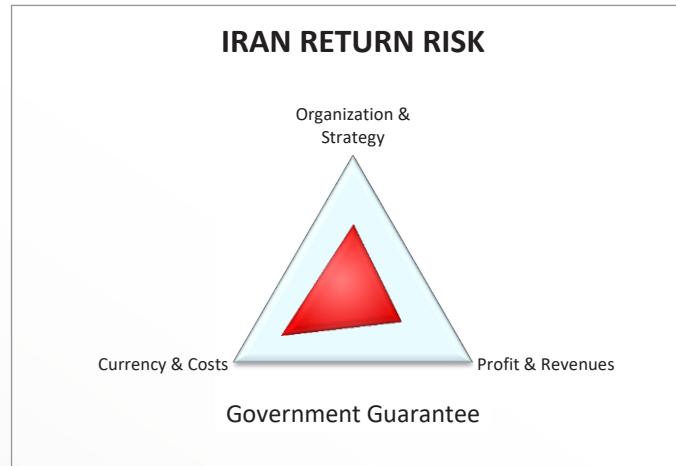 IRAN RETURN RISK
Organization &
Strategy
Currency & Costs
Profit & Revenues
Government Guarantee